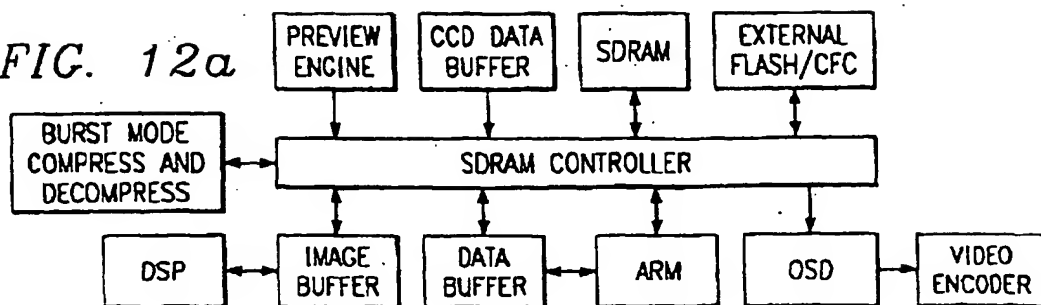 FIG. 12a
PREVIEW
ENGINE
CCD DATA
BUFFER
SDRAM
EXTERNAL
FLASH/CFC
BURST MODE
COMPRESS AND
DECOMPRESS
SDRAM CONTROLLER
DSP
IMAGE
BUFFER
DATA
BUFFER
ARM
OSD
VIDEO
ENCODER